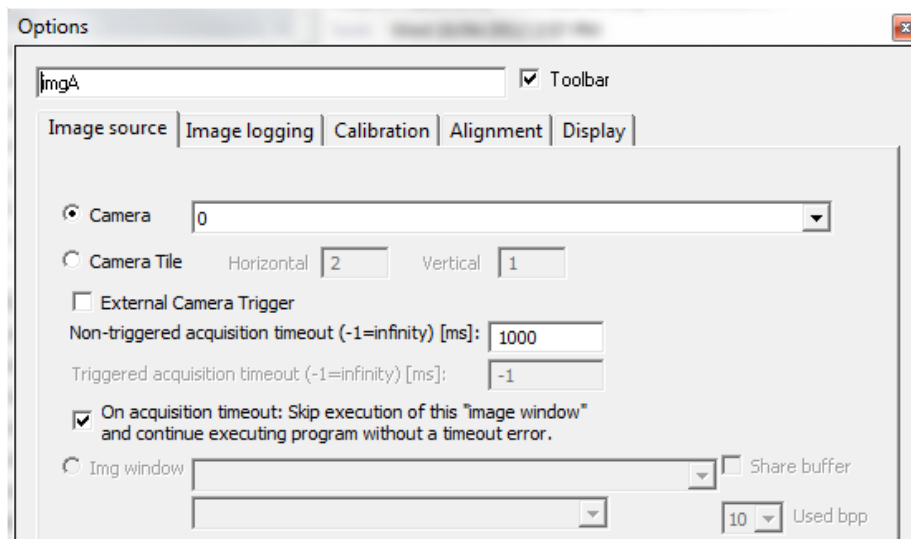 Options
imgA Toolbar
Image source Image logging Calibration Alignment Display
Camera 0
Camera Tile Horizontal 2 Vertical 1
External Camera Trigger
Non-triggered acquisition timeout (-1=infinity) [ms]: 1000
Triggered acquisition timeout (-1=infinity) [ms]: -1
On acquisition timeout: Skip execution of this "image window"
and continue executing program without a timeout error.
Img window Share buffer
10 Used bpp